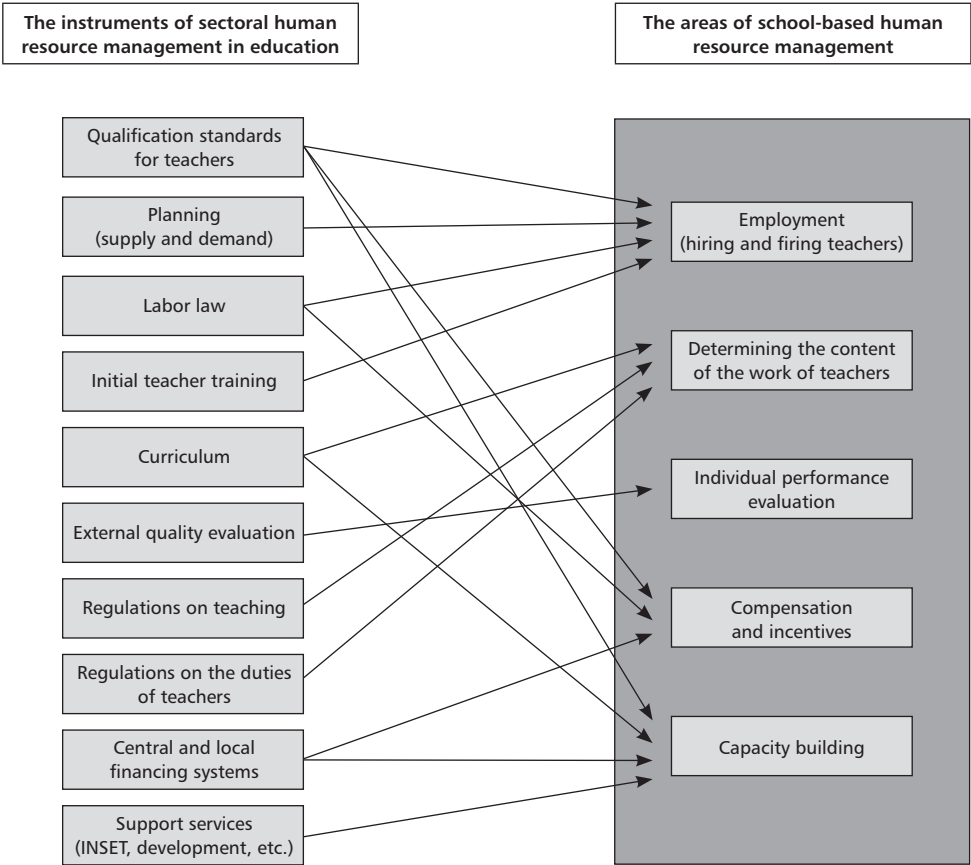 The instruments of sectoral human
resource management in education
The areas of school-based human
resource management
Qualification standards
for teachers
Planning
(supply and demand)
Labor law
Initial teacher training
Curriculum
External quality evaluation
Regulations on teaching
Regulations on the duties
of teachers
Central and local
financing systems
Support services
(INSET, development, etc.)
Employment
(hiring and firing teachers)
Determining the content
of the work of teachers
Individual performance
evaluation
Compensation
and incentives
Capacity building